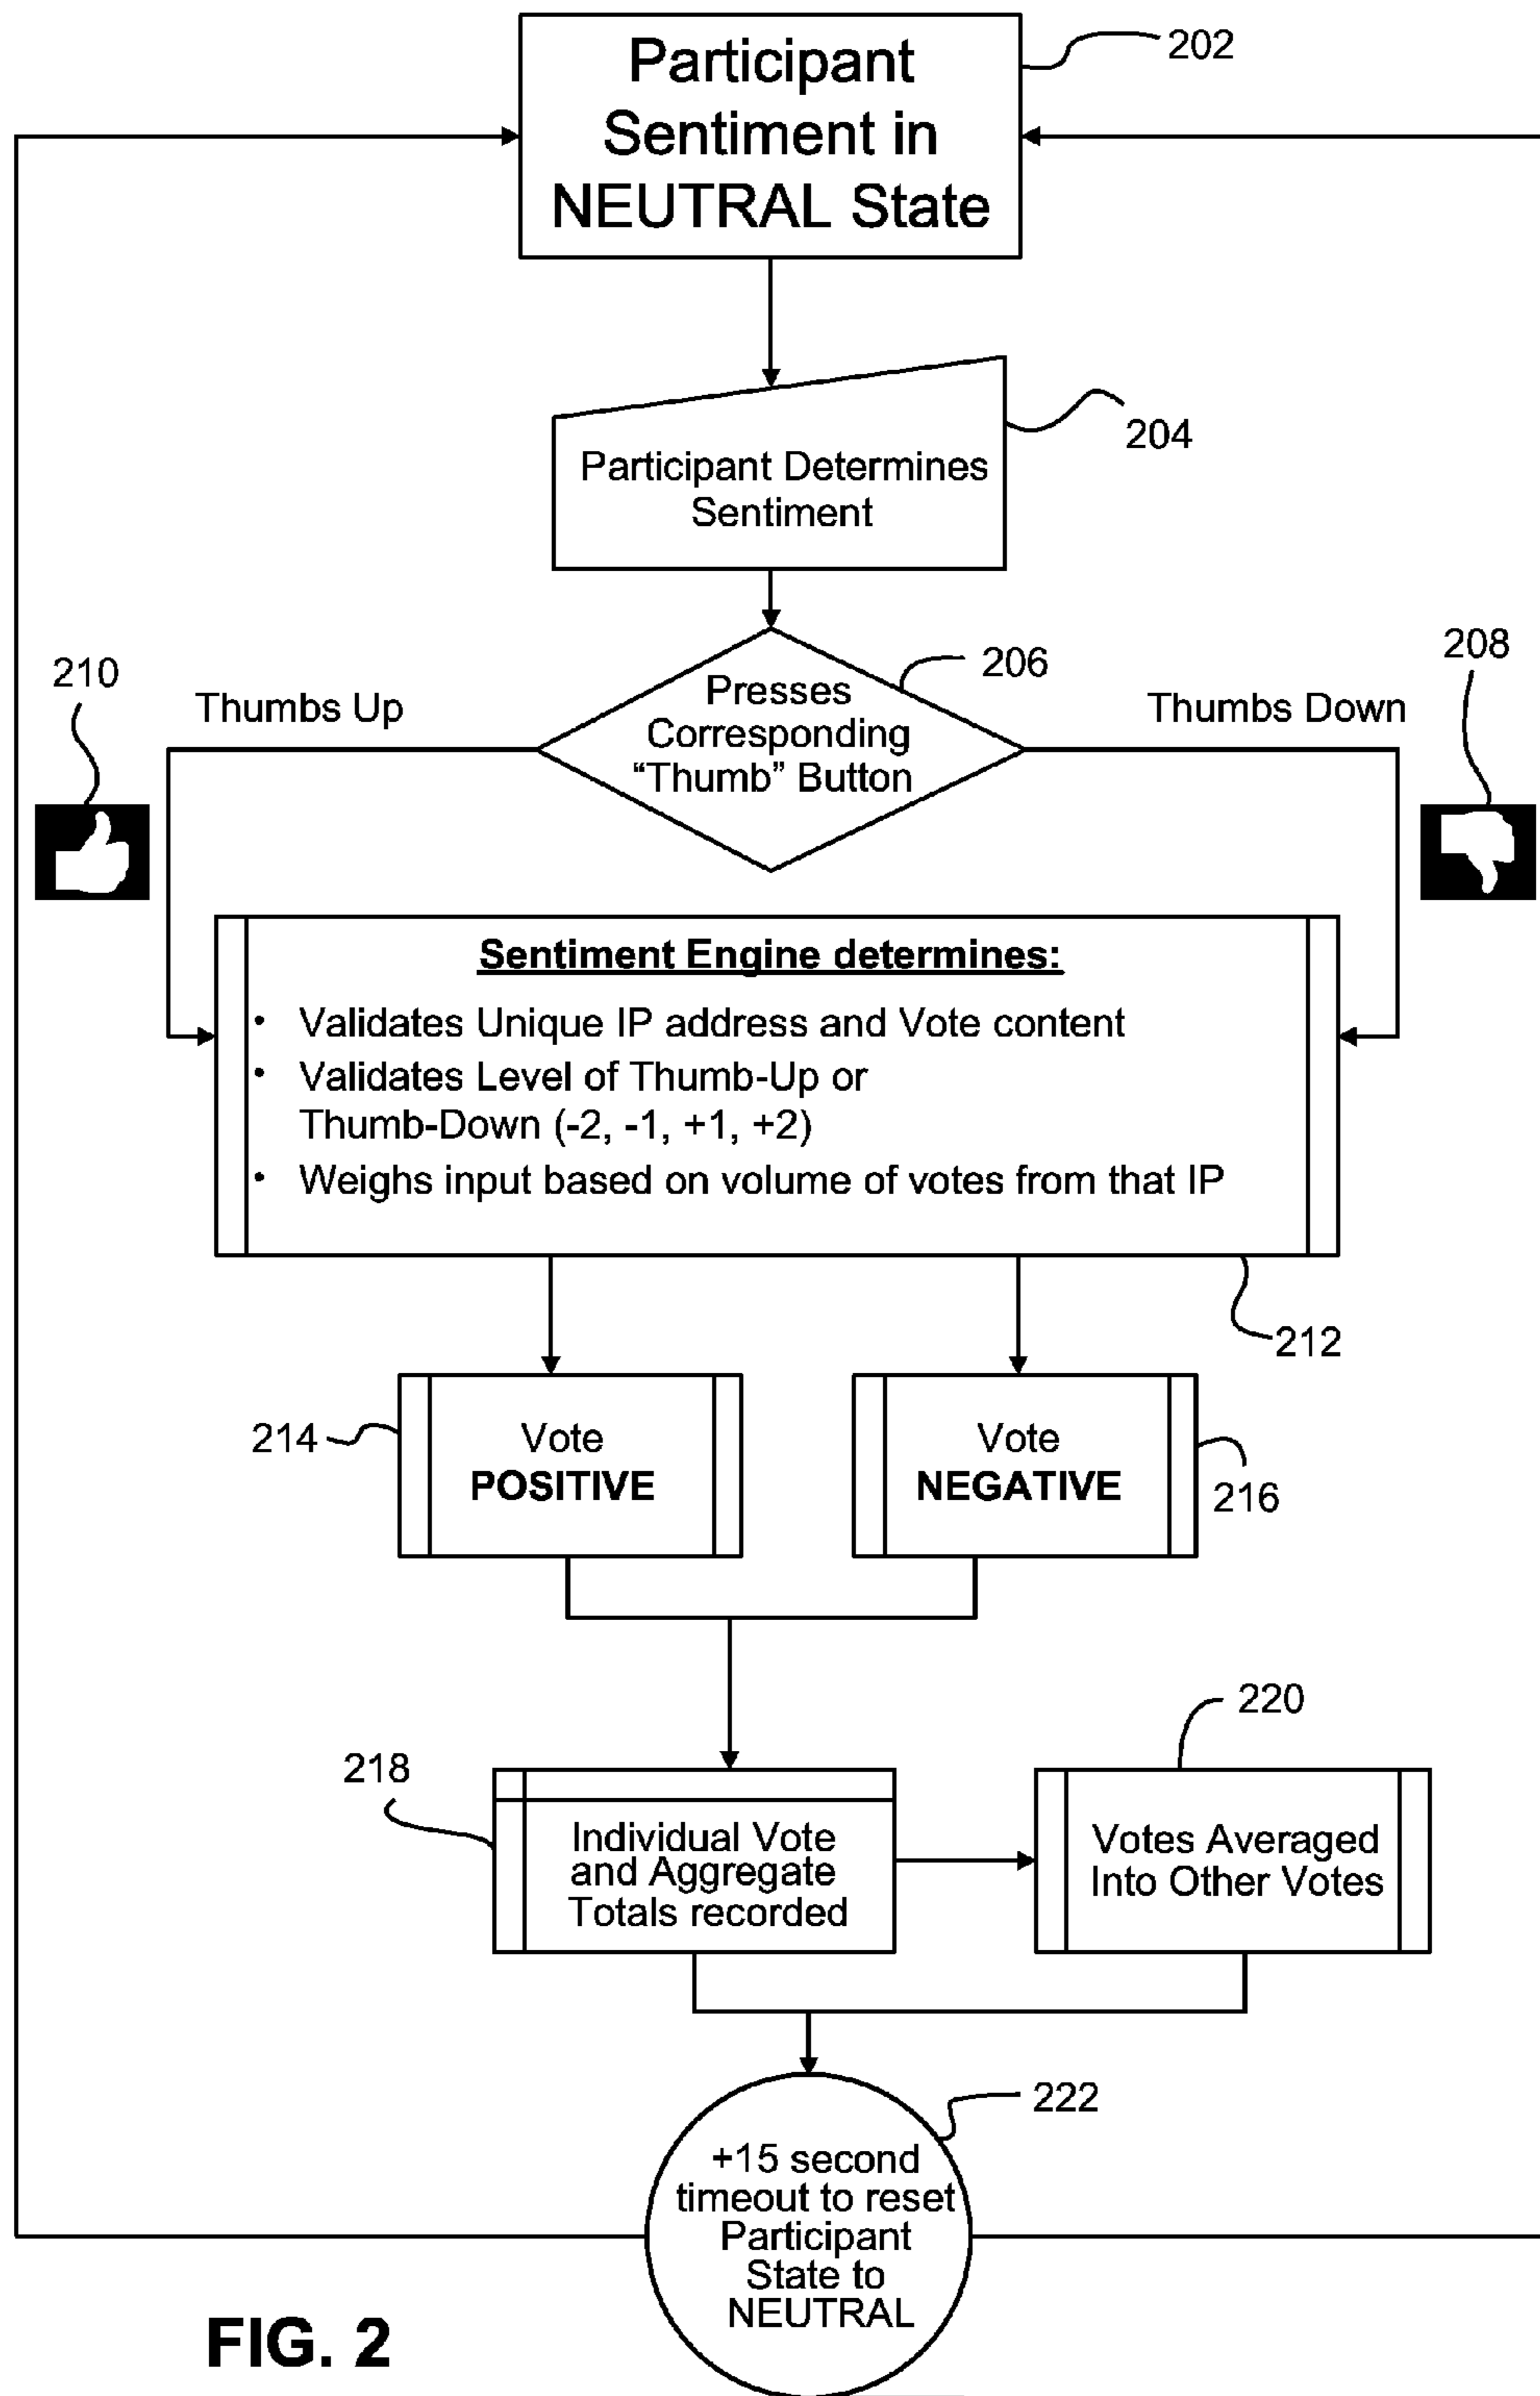 Participant
Sentiment in
NEUTRAL State
202
204
Participant Determines
Sentiment
206
208
210
Thumbs Up
Presses
Corresponding
“Thumb” Button
Thumbs Down
Sentiment Engine determines:
• Validates Unique IP address and Vote content
• Validates Level of Thumb-Up or
Thumb-Down (-2, -1, +1, +2)
• Weighs input based on volume of votes from that IP
212
214
Vote
POSITIVE
Vote
NEGATIVE
216
218
220
Individual Vote
and Aggregate
Totals recorded
Votes Averaged
Into Other Votes
222
+15 second
timeout to reset
Participant
State to
NEUTRAL
FIG. 2